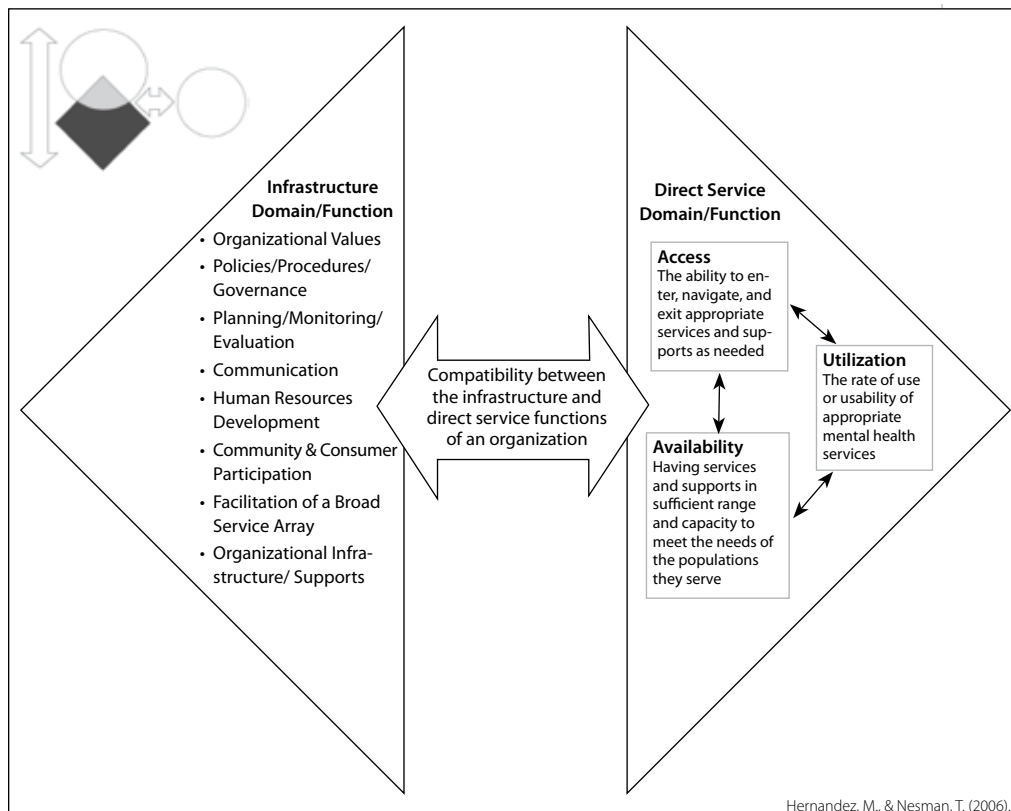 Infrastructure
Domain/Function
• Organizational Values
• Policies/Procedures/
Governance
• Planning/Monitoring/
Evaluation
• Communication
• Human Resources
Development
• Community & Consumer
Participation
• Facilitation of a Broad
Service Array
• Organizational Infra-
structure/ Supports
Compatibility between
the infrastructure and
direct service functions
of an organization
Direct Service
Domain/Function
Access
The ability to en-
ter, navigate, and
exit appropriate
services and sup-
ports as needed
Utilization
The rate of use
or usability of
appropriate
mental health
services
Availability
Having services
and supports in
sufficient range
and capacity to
meet the needs of
the populations
they serve
Hernandez, M., & Nesman, T. (2006).